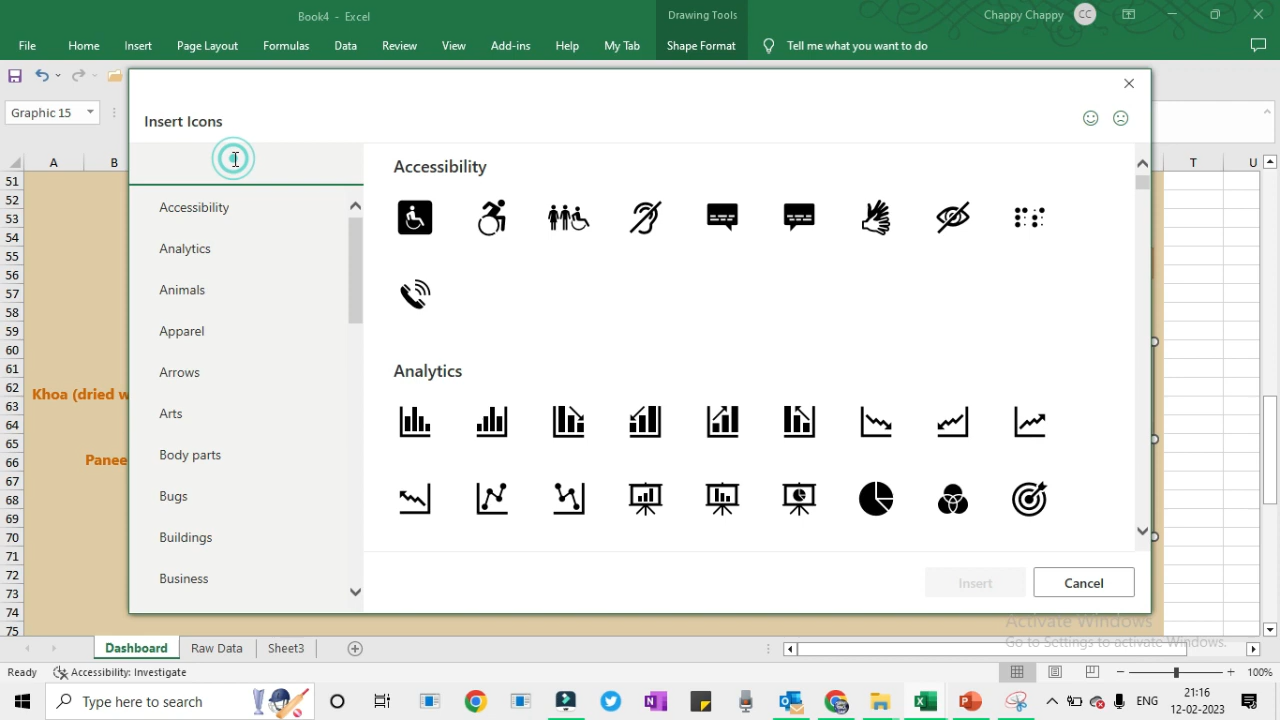 Book4 - Excel
Drawing Tools
Chappy Chappy
CC
File
Home
Insert
Page Layout
Formulas
Data
Review
View
Add-ins
Help
My Tab
Shape Format
Tell me what you want to do
Graphic 15
Insert Icons
Accessibility
Accessibility
Analytics
Animals
Apparel
Arrows
Arts
Body parts
Bugs
Buildings
Business
Analytics
Insert
Cancel
A
B
T
U
51
52
53
54
55
56
57
58
59
60
61
62
63
64
65
66
67
68
69
70
71
72
73
74
75
Khoa (dried w
Panee
Activate Windows
Go to Settings to activate Windows.
Dashboard
Raw Data
Sheet3
Ready
Accessibility: Investigate
100%
Type here to search
ENG
21:16
12-02-2023